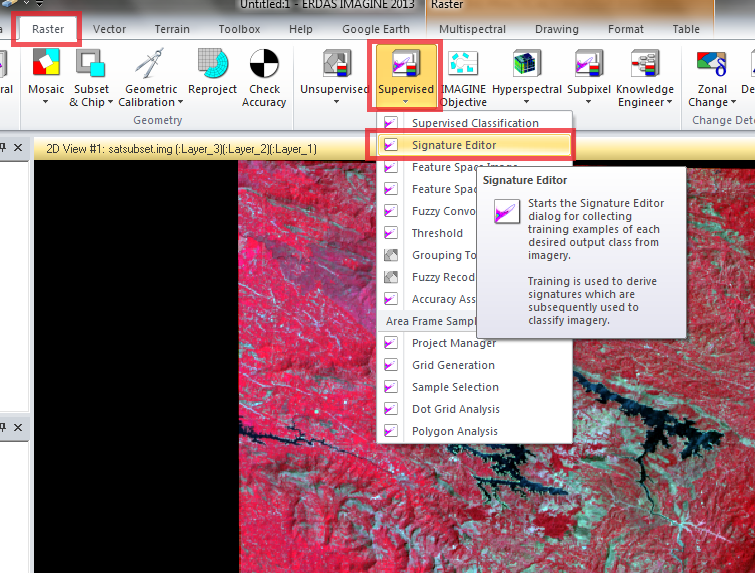 Untitled:1 - ERDAS IMAGINE 2013 Raster
Raster Vector Terrain Toolbox Help Google Earth Multispectral Drawing Format Table
Mosaic Subset & Chip Geometric Calibration Reproject Check Accuracy
Geometry
Unsupervised Supervised IMAGINE Objective Hyperspectral Subpixel Knowledge Engineer
Zonal Change
Change Dete
2D View #1: satsubset.img (:Layer_3)(:Layer_2)(:Layer_1)
Supervised Classification
Signature Editor
Feature Space Image
Feature Spac
Fuzzy Convo
Threshold
Grouping To
Fuzzy Recod
Accuracy Ass
Area Frame Samp
Project Manager
Grid Generation
Sample Selection
Dot Grid Analysis
Polygon Analysis
Signature Editor
Starts the Signature Editor
dialog for collecting
training examples of each
desired output class from
imagery.
Training is used to derive
signatures which are
subsequently used to
classify imagery.